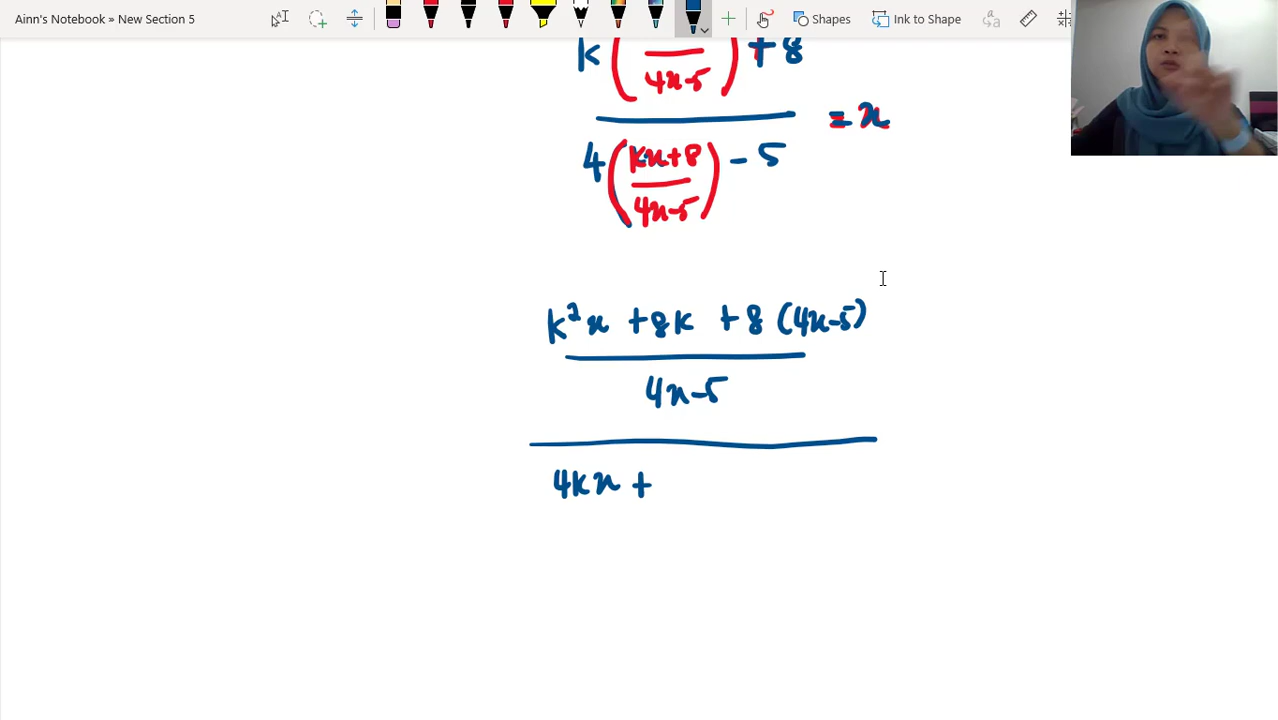 Ainn's Notebook » New Section 5
Shapes
Ink to Shape
k ( / 4x-5 ) + 8
4 ( kx+8 / 4x-5 ) - 5 = x
k²x + 8k + 8 (4x-5)
4x-5
4kx +